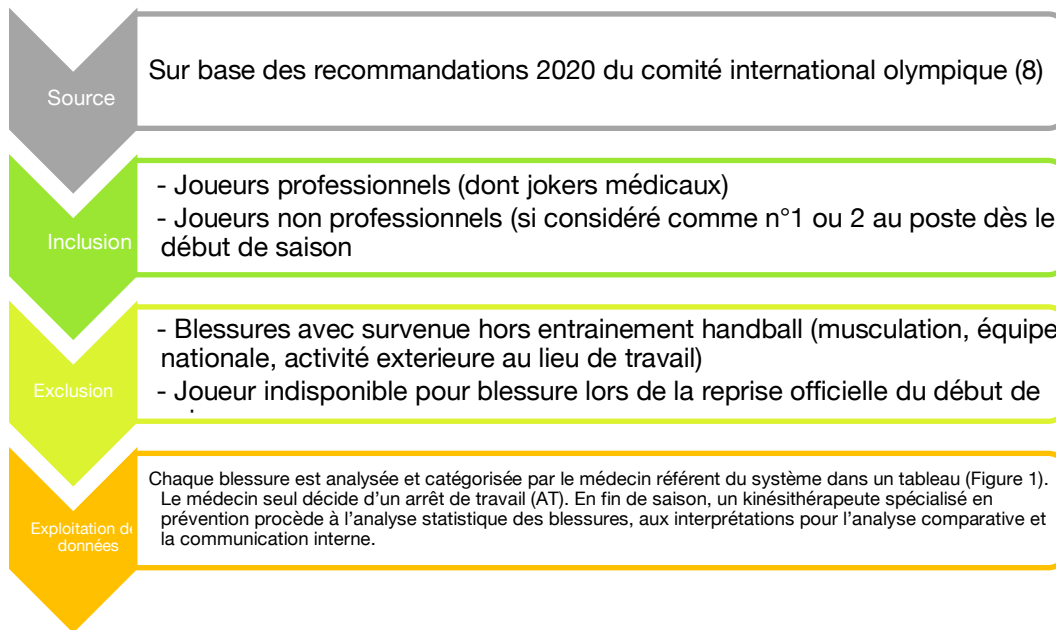 Source
Sur base des recommandations 2020 du comité international olympique (8)
Inclusion
- Joueurs professionnels (dont jokers médicaux)
- Joueurs non professionnels (si considéré comme n°1 ou 2 au poste dès le
début de saison
Exclusion
- Blessures avec survenue hors entrainement handball (musculation, équipe
nationale, activité exterieure au lieu de travail)
- Joueur indisponible pour blessure lors de la reprise officielle du début de
Exploitation de
données
Chaque blessure est analysée et catégorisée par le médecin référent du système dans un tableau (Figure 1).
Le médecin seul décide d'un arrêt de travail (AT). En fin de saison, un kinésithérapeute spécialisé en
prévention procède à l'analyse statistique des blessures, aux interprétations pour l'analyse comparative et
la communication interne.